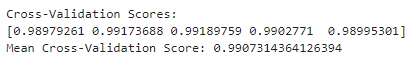 Cross-Validation Scores:
[0.98979261 0.99173688 0.99189759 0.9902771  0.98995301]
Mean Cross-Validation Score: 0.9907314364126394